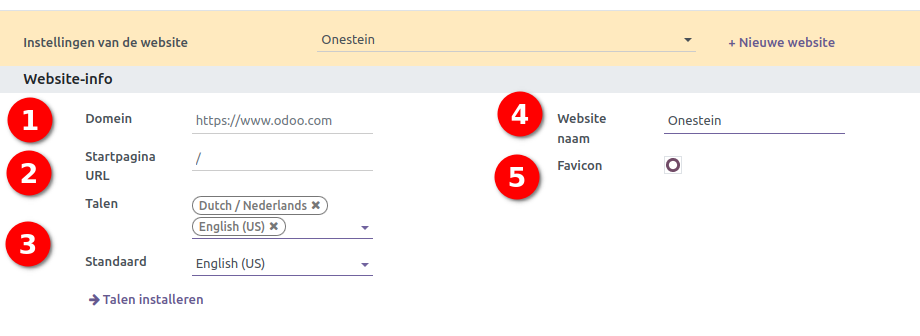 Instellingen van de website
Onestein
+ Nieuwe website
Website-info
1
Domein
https://www.odoo.com
2
Startpagina
URL
/
3
Talen
Dutch / Nederlands ✖
English (US) ✖
Standaard
English (US)
➔ Talen installeren
4
Website
naam
Onestein
5
Favicon